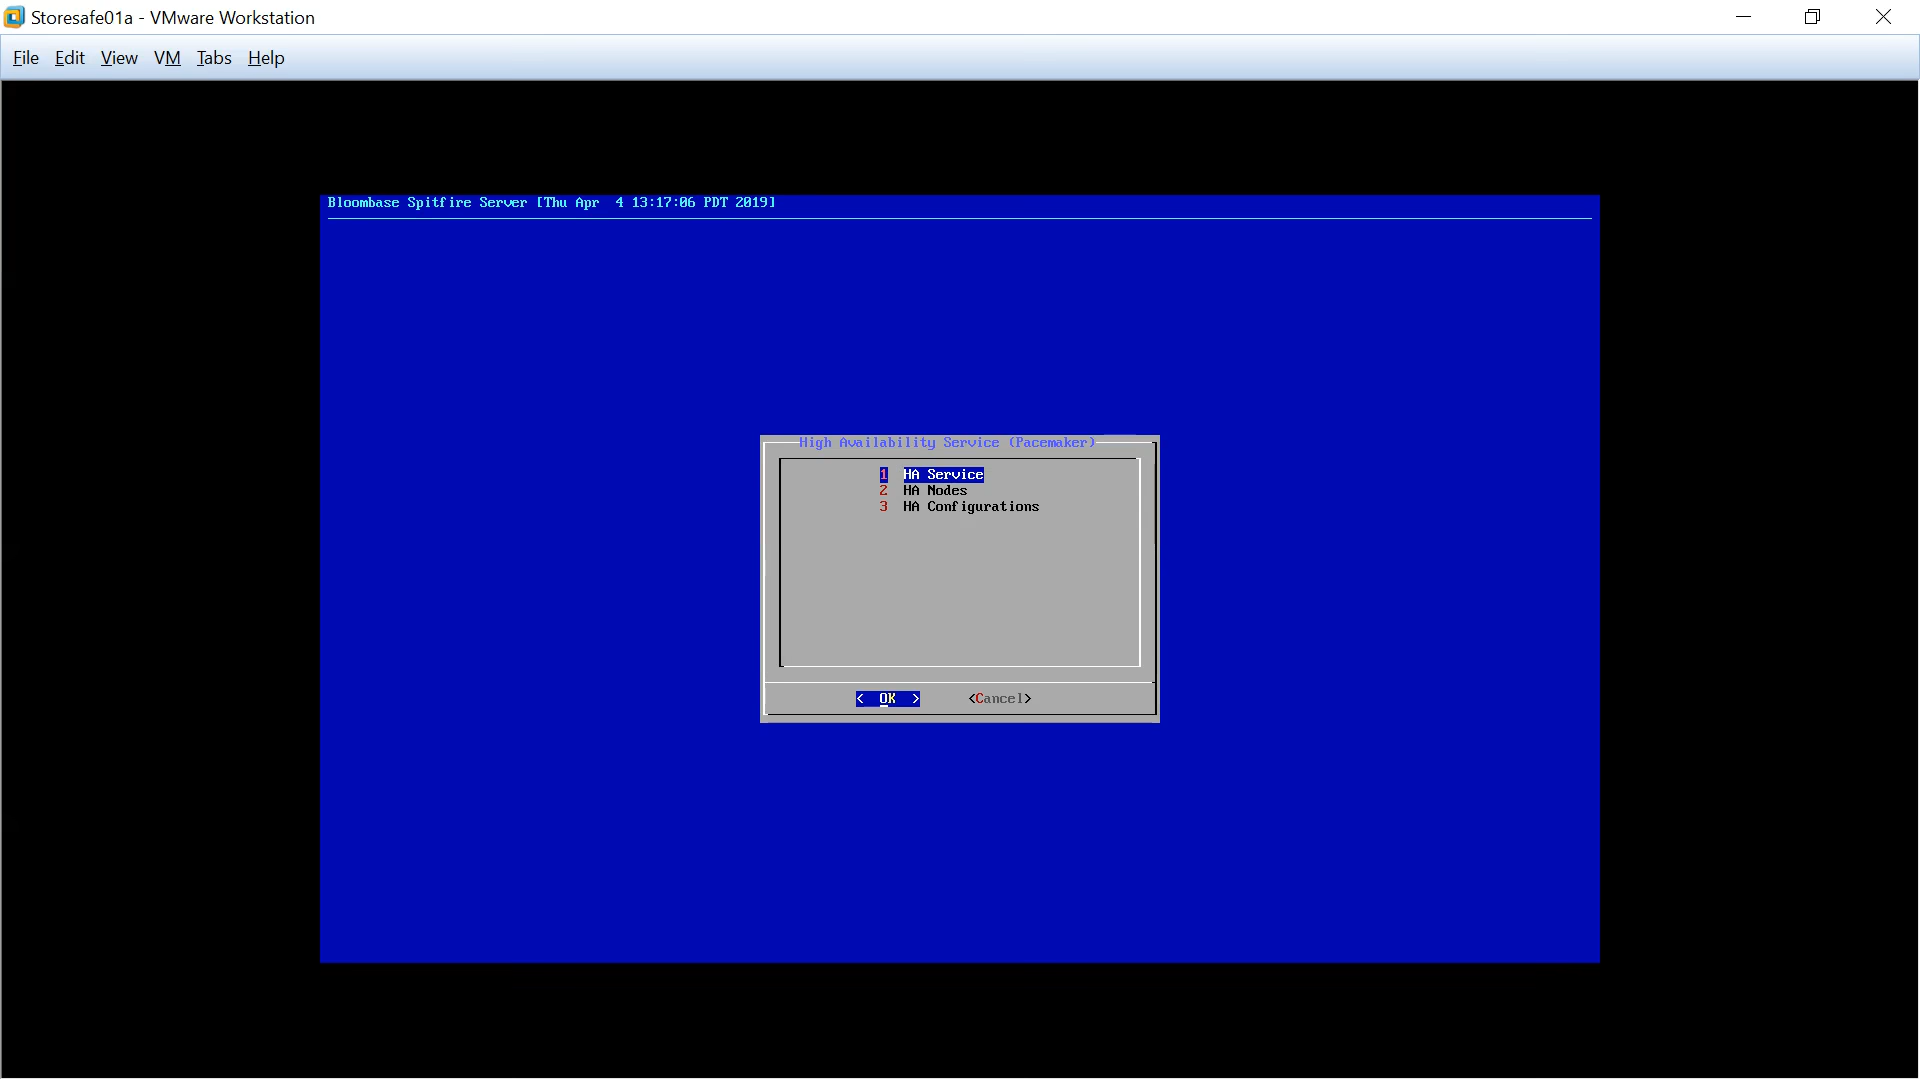 Storesafe01a - VMware Workstation
File Edit View VM Tabs Help
Bloombase Spitfire Server [Thu Apr  4 13:17:06 PDT 2019]
High Availability Service (Pacemaker)
1 HA Service
2 HA Nodes
3 HA Configurations
<  OK  > <Cancel>